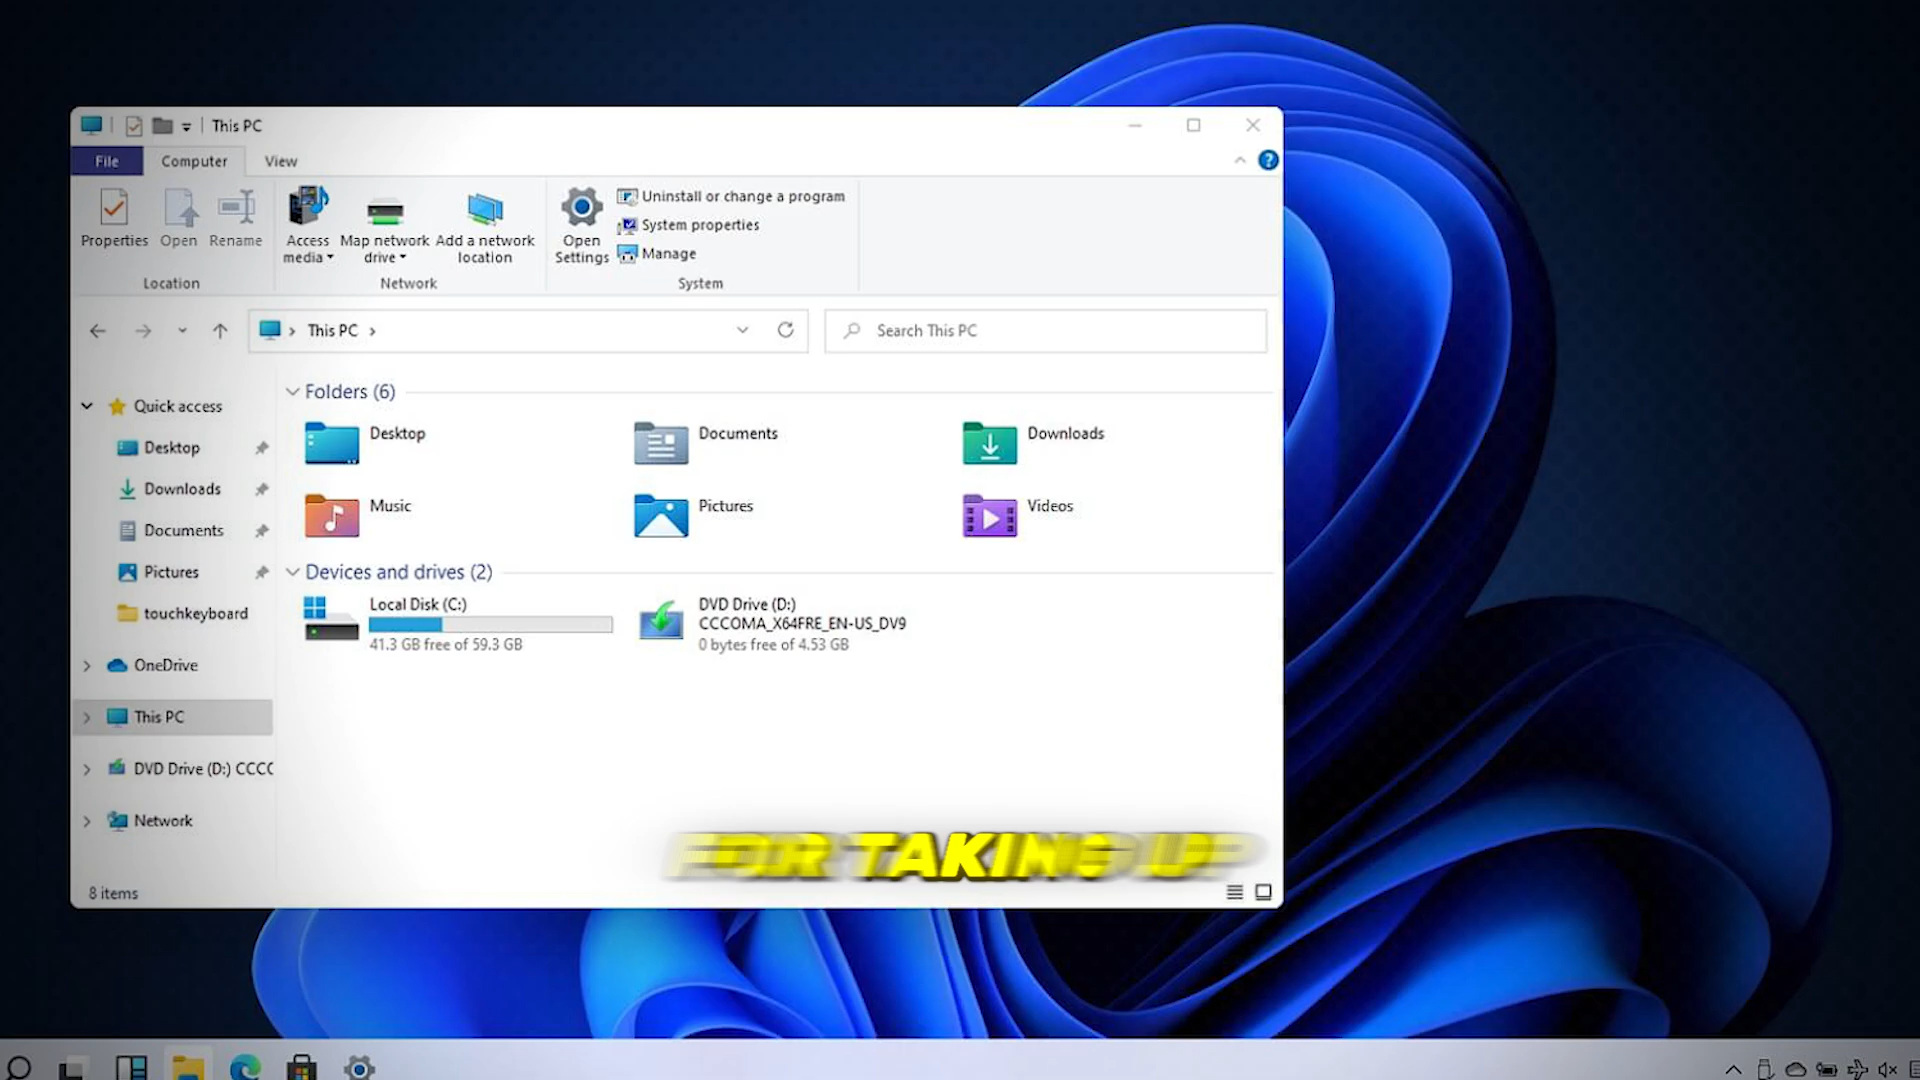 This PC
File
Computer
View
Properties
Open
Rename
Access media
Map network drive
Add a network location
Open Settings
Uninstall or change a program
System properties
Manage
Location
Network
System
This PC
Search This PC
Quick access
Desktop
Downloads
Documents
Pictures
touchkeyboard
OneDrive
This PC
DVD Drive (D:) CCCC
Network
Folders (6)
Desktop
Documents
Downloads
Music
Pictures
Videos
Devices and drives (2)
Local Disk (C:)
41.3 GB free of 59.3 GB
DVD Drive (D:)
CCCOMA_X64FRE_EN-US_DV9
0 bytes free of 4.53 GB
FOR TAKING UP
8 items